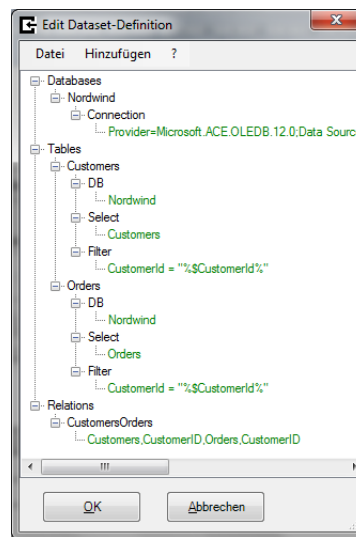 Edit Dataset-Definition
Datei Hinzufügen ?
Databases
Nordwind
Connection
Provider=Microsoft.ACE.OLEDB.12.0;Data Sourc
Tables
Customers
DB
Nordwind
Select
Customers
Filter
CustomerId = "%$CustomerId%"
Orders
DB
Nordwind
Select
Orders
Filter
CustomerId = "%$CustomerId%"
Relations
CustomersOrders
Customers,CustomerID,Orders,CustomerID
OK Abbrechen